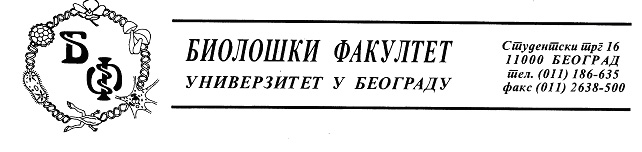 Б
Ф
БИОЛОШКИ ФАКУЛТЕТ
УНИВЕРЗИТЕТ У БЕОГРАДУ
Студентски трг 16
11000 БЕОГРАД
тел. (011) 186-635
факс (011) 2638-500